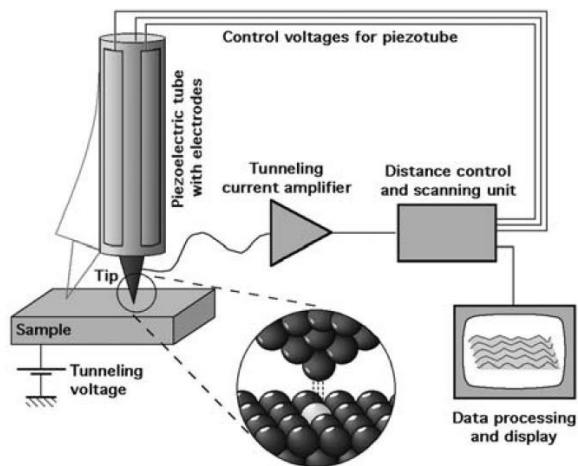 Control voltages for piezotube
Piezoelectric tube
with electrodes
Tunneling
current amplifier
Distance control
and scanning unit
Tip
Sample
Tunneling
voltage
Data processing
and display